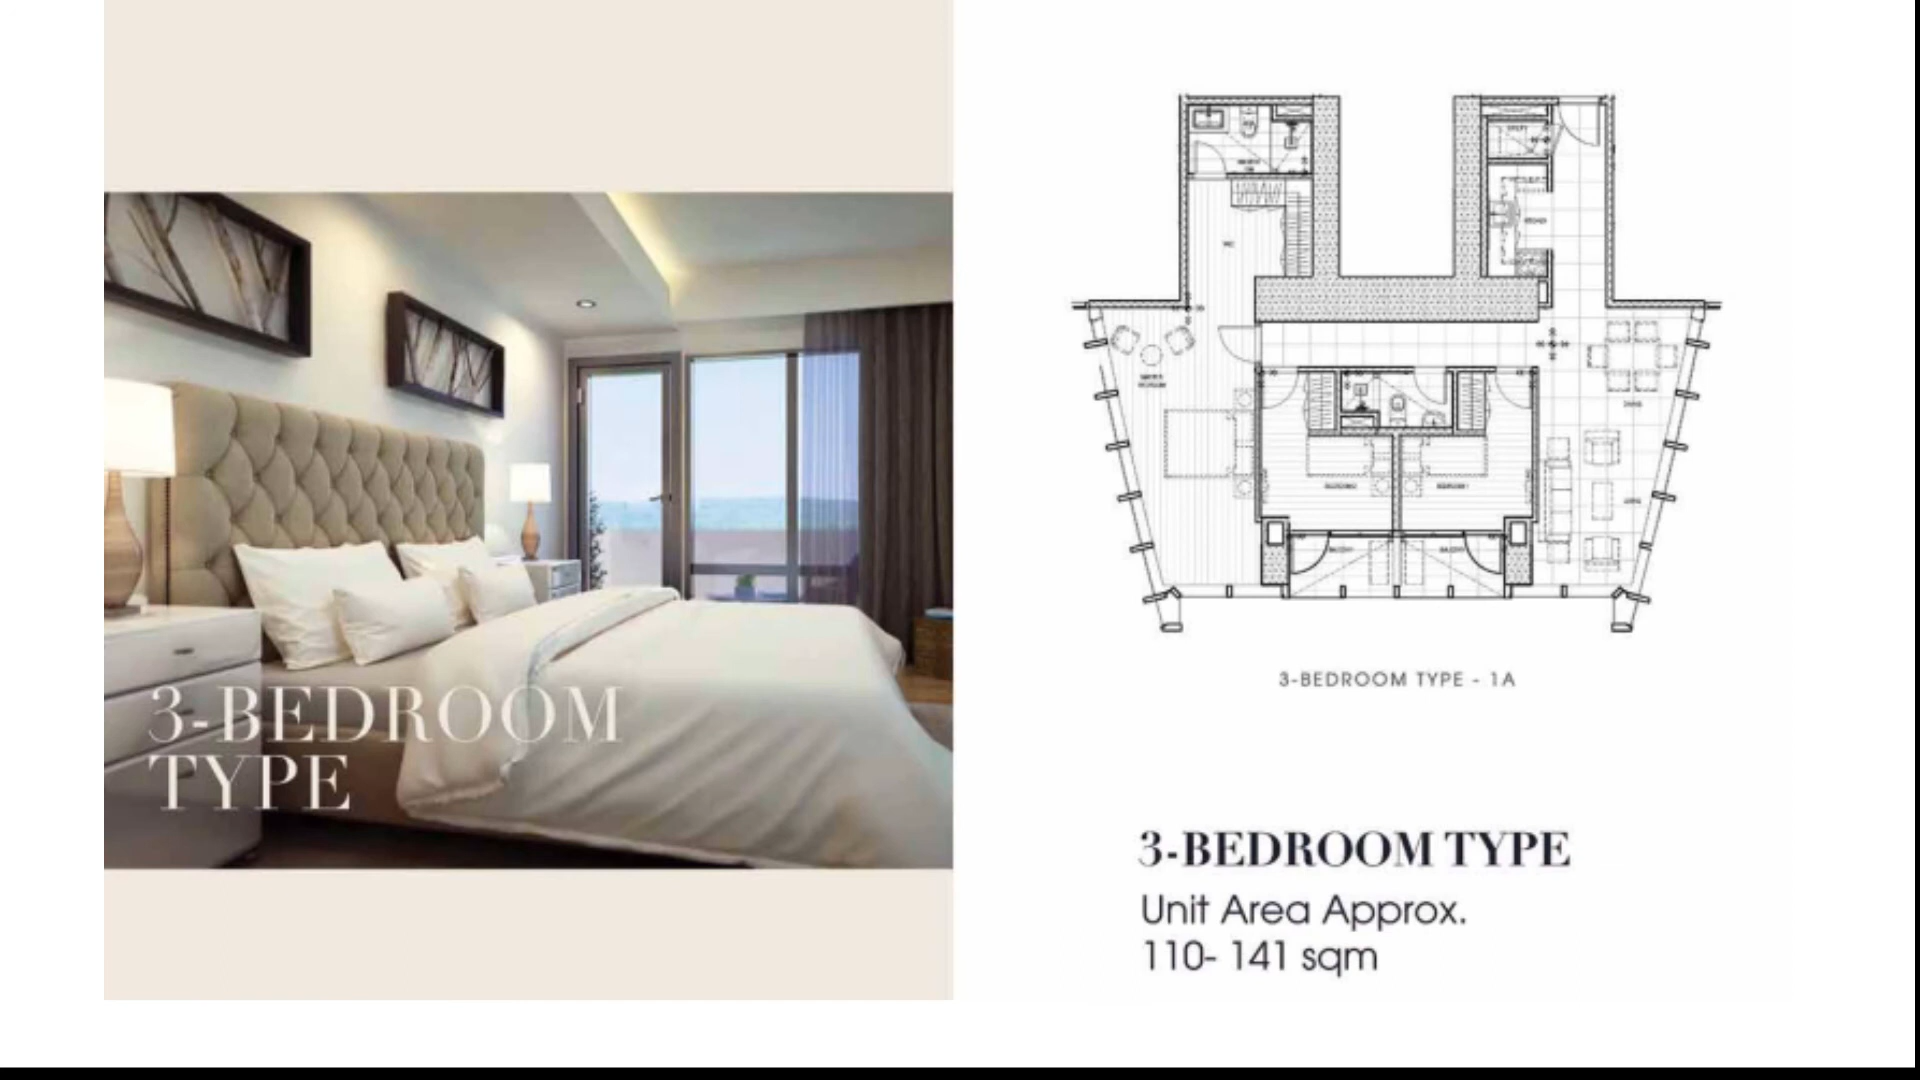 3-BEDROOM
TYPE
3-BEDROOM TYPE - 1A
3-BEDROOM TYPE
Unit Area Approx.
110- 141 sqm